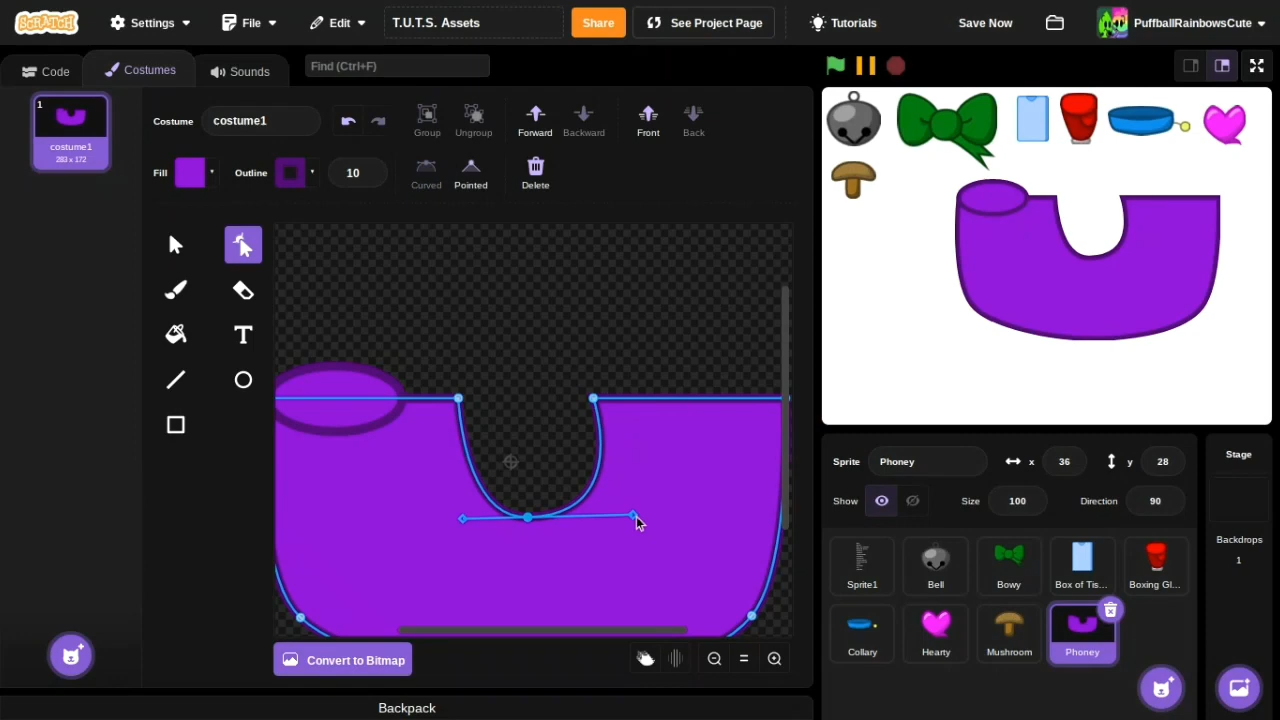 SCRATCH
Settings
File
Edit
T.U.T.S. Assets
Share
See Project Page
Tutorials
Save Now
PuffballRainbowsCute
Code
Costumes
Sounds
Find (Ctrl+F)
1
costume1
283 x 172
Costume
costume1
Group
Ungroup
Forward
Backward
Front
Back
Fill
Outline
10
Curved
Pointed
Delete
T
Convert to Bitmap
Backpack
Sprite
Phoney
x
36
y
28
Show
Size
100
Direction
90
Stage
Backdrops
1
Sprite1
Bell
Bowy
Box of Tis...
Boxing Gl...
Collary
Hearty
Mushroom
Phoney